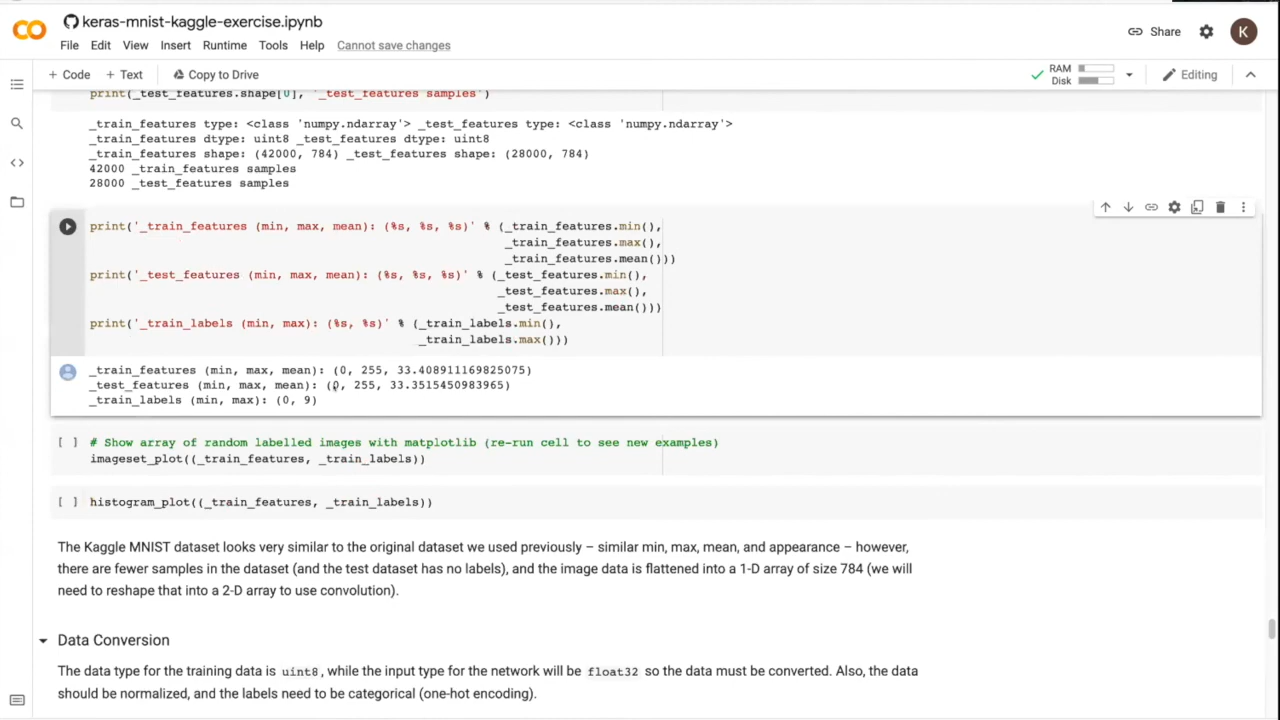 keras-mnist-kaggle-exercise.ipynb
Share
K
File Edit View Insert Runtime Tools Help Cannot save changes
+ Code + Text Copy to Drive
RAM
Disk
Editing
print(_test_features.shape[0], '_test_features samples')
_train_features type: <class 'numpy.ndarray'> _test_features type: <class 'numpy.ndarray'>
_train_features dtype: uint8 _test_features dtype: uint8
_train_features shape: (42000, 784) _test_features shape: (28000, 784)
42000 _train_features samples
28000 _test_features samples
print('_train_features (min, max, mean): (%s, %s, %s)' % (_train_features.min(),
_train_features.max(),
_train_features.mean()))
print('_test_features (min, max, mean): (%s, %s, %s)' % (_test_features.min(),
_test_features.max(),
_test_features.mean()))
print('_train_labels (min, max): (%s, %s)' % (_train_labels.min(),
_train_labels.max()))
_train_features (min, max, mean): (0, 255, 33.408911169825075)
_test_features (min, max, mean): (0, 255, 33.3515450983965)
_train_labels (min, max): (0, 9)
[ ] # Show array of random labelled images with matplotlib (re-run cell to see new examples)
imageset_plot((_train_features, _train_labels))
[ ] histogram_plot((_train_features, _train_labels))
The Kaggle MNIST dataset looks very similar to the original dataset we used previously – similar min, max, mean, and appearance – however,
there are fewer samples in the dataset (and the test dataset has no labels), and the image data is flattened into a 1-D array of size 784 (we will
need to reshape that into a 2-D array to use convolution).
Data Conversion
The data type for the training data is uint8, while the input type for the network will be float32 so the data must be converted. Also, the data
should be normalized, and the labels need to be categorical (one-hot encoding).